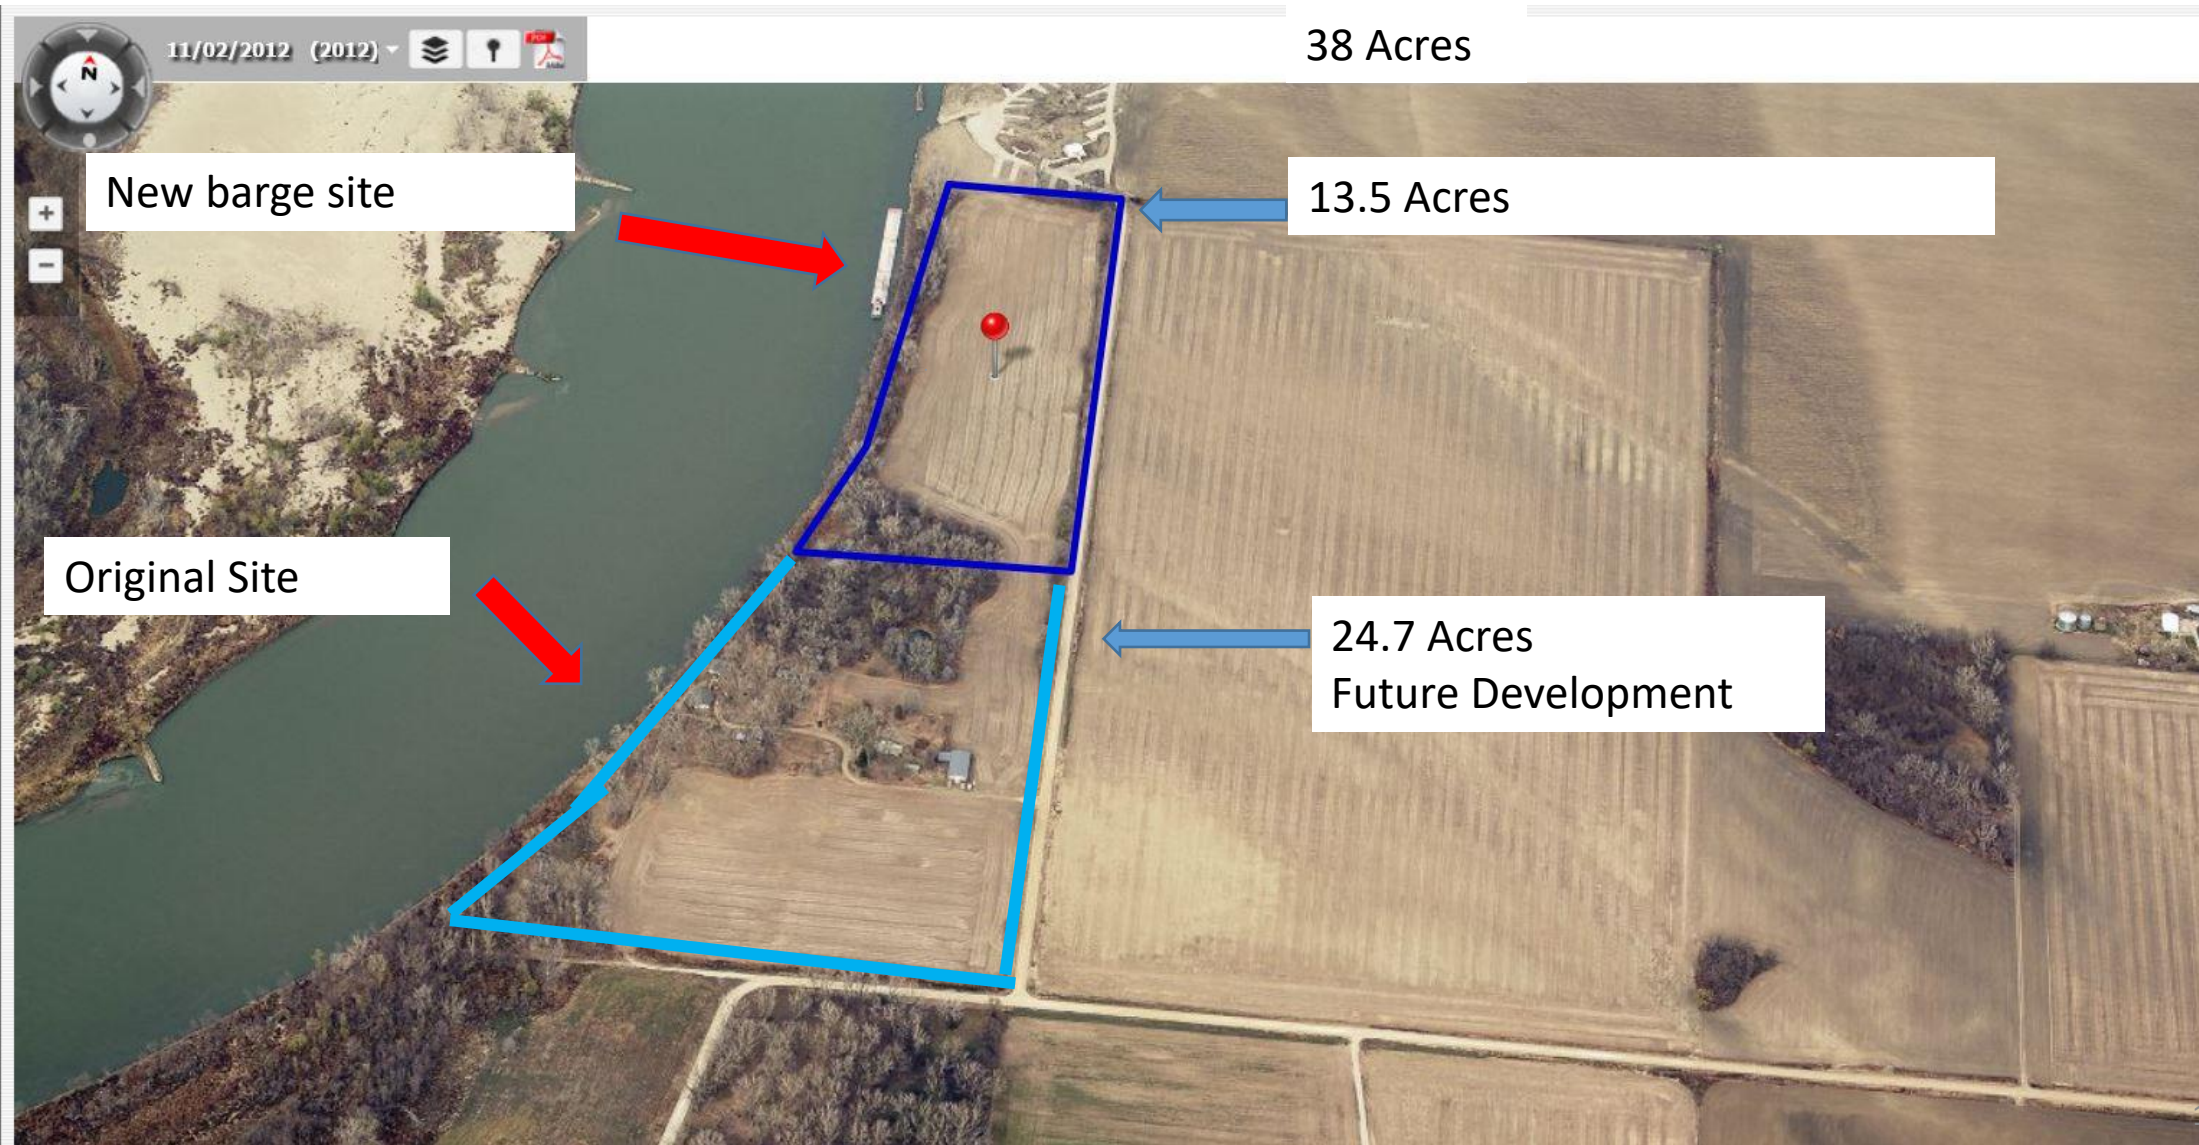 11/02/2012 (2012)
N
38 Acres
New barge site
13.5 Acres
Original Site
24.7 Acres
Future Development